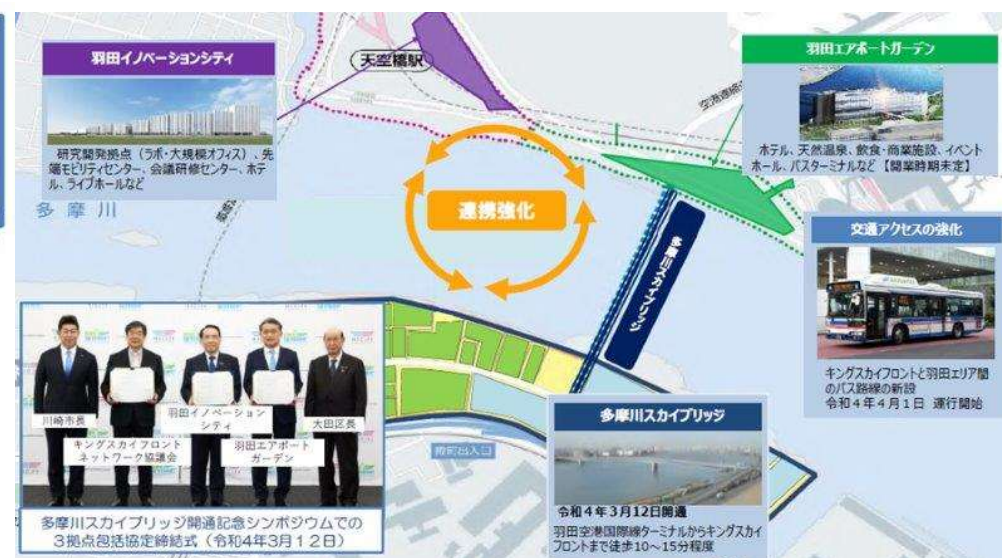 羽田イノベーションシティ
研究開発拠点（ラボ・大規模オフィス）、先
端モビリティセンター、会議研修センター、ホテ
ル、ライブホールなど
天空橋駅
羽田エアポートガーデン
ホテル、天然温泉、飲食・商業施設、イベント
ホール、バスターミナルなど【開業時期未定】
多摩川
連携強化
多摩川スカイブリッジ
交通アクセスの強化
キングスカイフロントと羽田エリア間
のバス路線の新設
令和４年４月１日 運行開始
川崎市長
キングスカイフロント
ネットワーク協議会
羽田イノベーション
シティ
羽田エアポート
ガーデン
大田区長
多摩川スカイブリッジ開通記念シンポジウムでの
３拠点包括協定締結式（令和4年3月１２日）
殿町出入口
多摩川スカイブリッジ
令和４年３月12日開通
羽田空港国際線ターミナルからキングスカイ
フロントまで徒歩10～15分程度